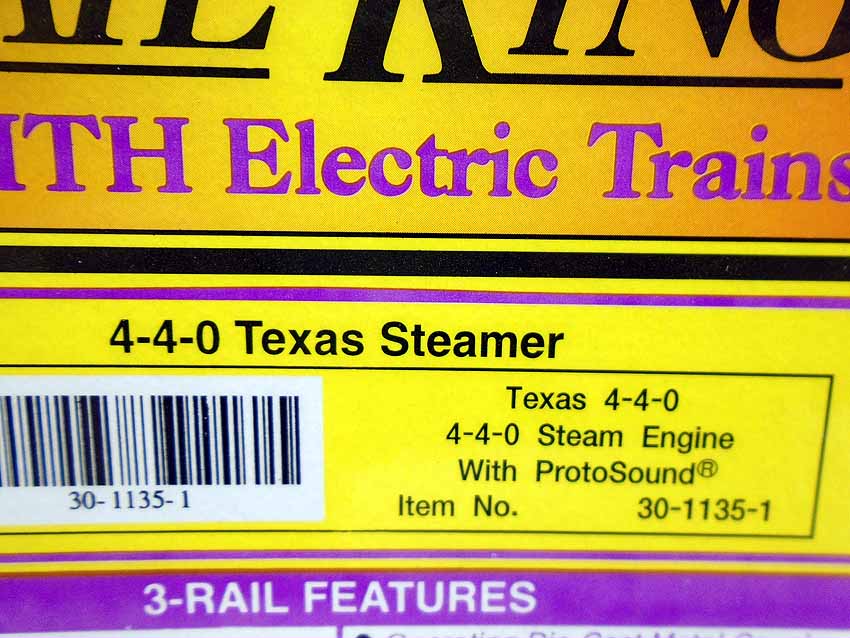 ITH Electric Trains
4-4-0 Texas Steamer
30-1135-1
Texas 4-4-0
4-4-0 Steam Engine
With ProtoSound®
Item No. 30-1135-1
3-RAIL FEATURES